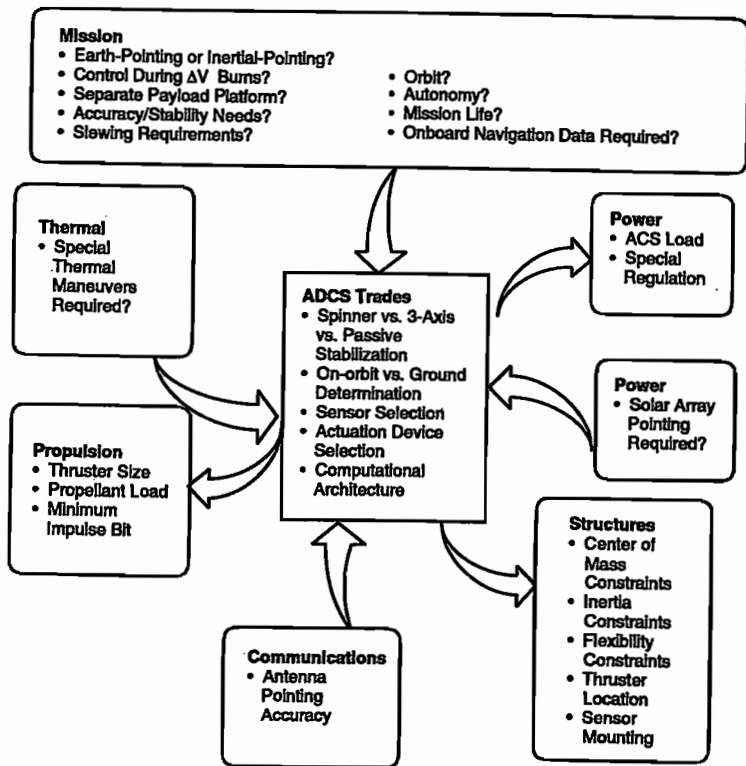 Mission
• Earth-Pointing or Inertial-Pointing?
• Control During ΔV Burns?
• Separate Payload Platform?
• Accuracy/Stability Needs?
• Slewing Requirements?
• Orbit?
• Autonomy?
• Mission Life?
• Onboard Navigation Data Required?
Thermal
• Special
Thermal
Maneuvers
Required?
Power
• ACS Load
• Special
Regulation
ADCS Trades
• Spinner vs. 3-Axis
vs. Passive
Stabilization
• On-orbit vs. Ground
Determination
• Sensor Selection
• Actuation Device
Selection
• Computational
Architecture
Power
• Solar Array
Pointing
Required?
Propulsion
• Thruster Size
• Propellant Load
• Minimum
Impulse Bit
Structures
• Center of
Mass
Constraints
• Inertia
Constraints
• Flexibility
Constraints
• Thruster
Location
• Sensor
Mounting
Communications
• Antenna
Pointing
Accuracy